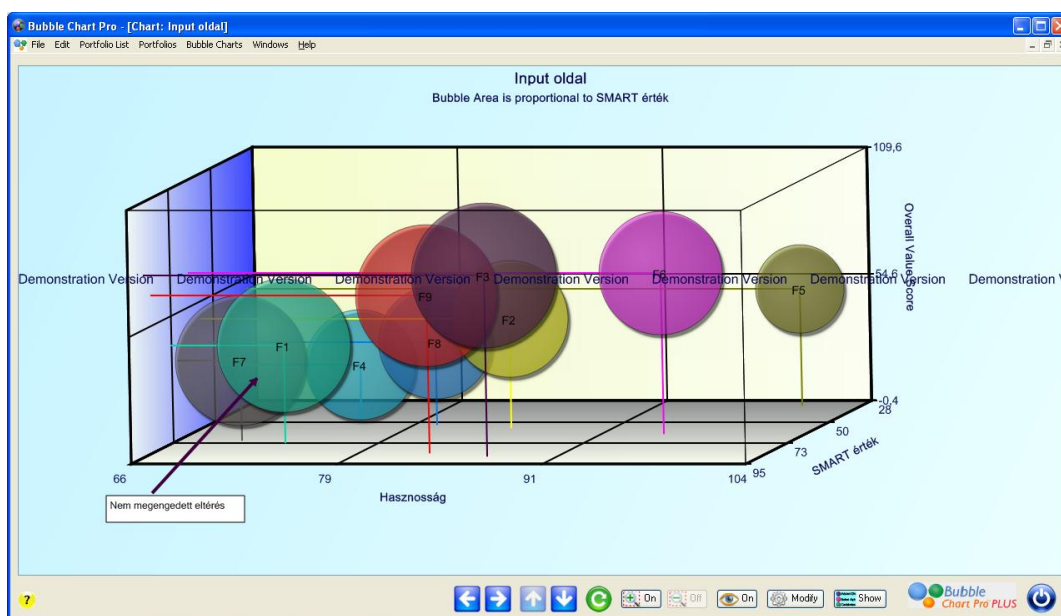 Bubble Chart Pro - [Chart: Input oldal]
File Edit Portfolio List Portfolios Bubble Charts Windows Help
Input oldal
Bubble Area is proportional to SMART érték
109,6
Overall Value Score
54,6
-0,4
Demonstration Version Demonstration Version Demonstration Version Demonstration Version Demonstration Version Demonstration Version Demonstration V
F3
F6
F5
F9
F2
F1
F8
F7
F4
28
50
73
95
SMART érték
66
79
91
104
Hasznosság
Nem megengedett eltérés
?
On
Off
On
Modify
Show
Bubble
Chart Pro PLUS